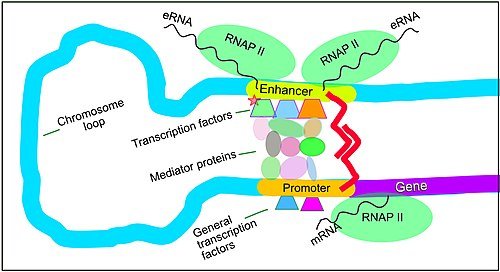 eRNA
eRNA
RNAP II
RNAP II
Enhancer
Chromosome
loop
Transcription factors
Mediator proteins
Promoter
Gene
General
transcription
factors
mRNA
RNAP II